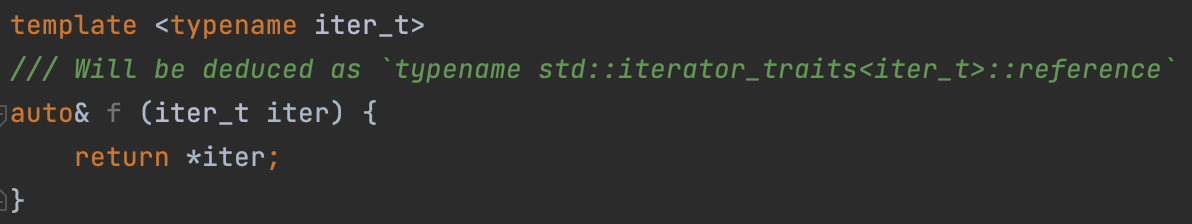 template <typename iter_t>
/// Will be deduced as `typename std::iterator_traits<iter_t>::reference`
auto& f (iter_t iter) {
    return *iter;
}